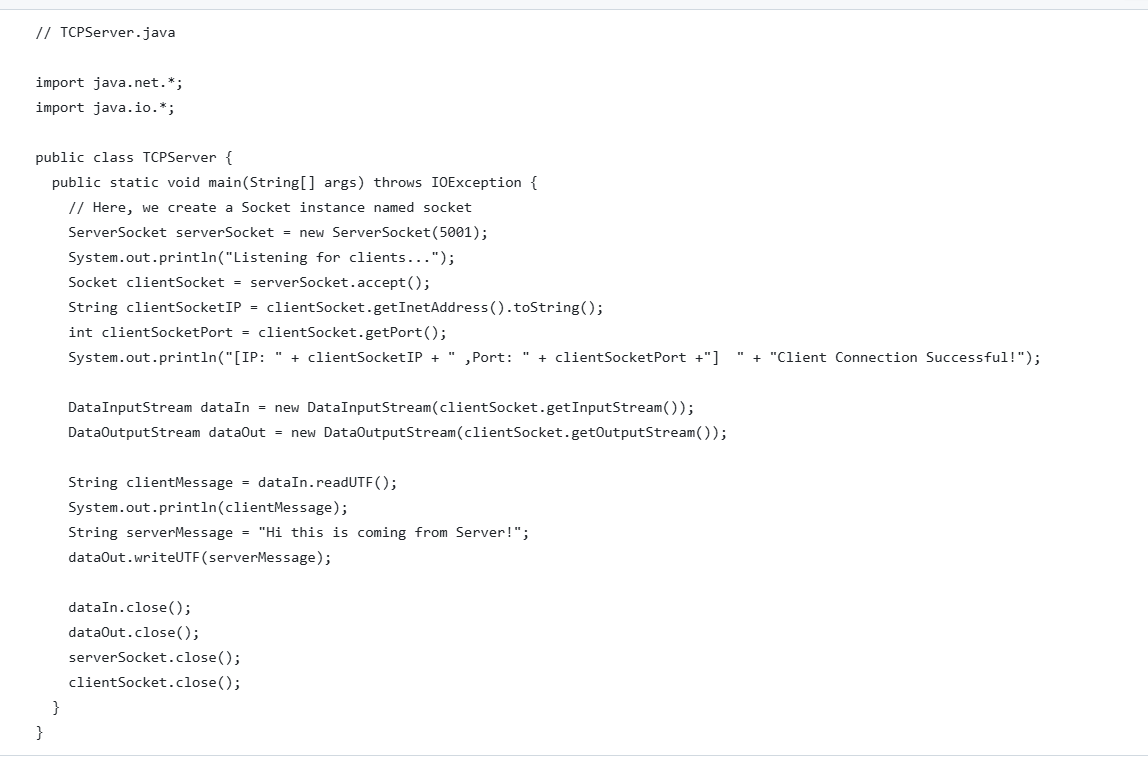 // TCPServer.java
import java.net.*;
import java.io.*;
public class TCPServer {
  public static void main(String[] args) throws IOException {
    // Here, we create a Socket instance named socket
    ServerSocket serverSocket = new ServerSocket(5001);
    System.out.println("Listening for clients...");
    Socket clientSocket = serverSocket.accept();
    String clientSocketIP = clientSocket.getInetAddress().toString();
    int clientSocketPort = clientSocket.getPort();
    System.out.println("[IP: " + clientSocketIP + " ,Port: " + clientSocketPort +"]  " + "Client Connection Successful!");
    DataInputStream dataIn = new DataInputStream(clientSocket.getInputStream());
    DataOutputStream dataOut = new DataOutputStream(clientSocket.getOutputStream());
    String clientMessage = dataIn.readUTF();
    System.out.println(clientMessage);
    String serverMessage = "Hi this is coming from Server!";
    dataOut.writeUTF(serverMessage);
    dataIn.close();
    dataOut.close();
    serverSocket.close();
    clientSocket.close();
  }
}